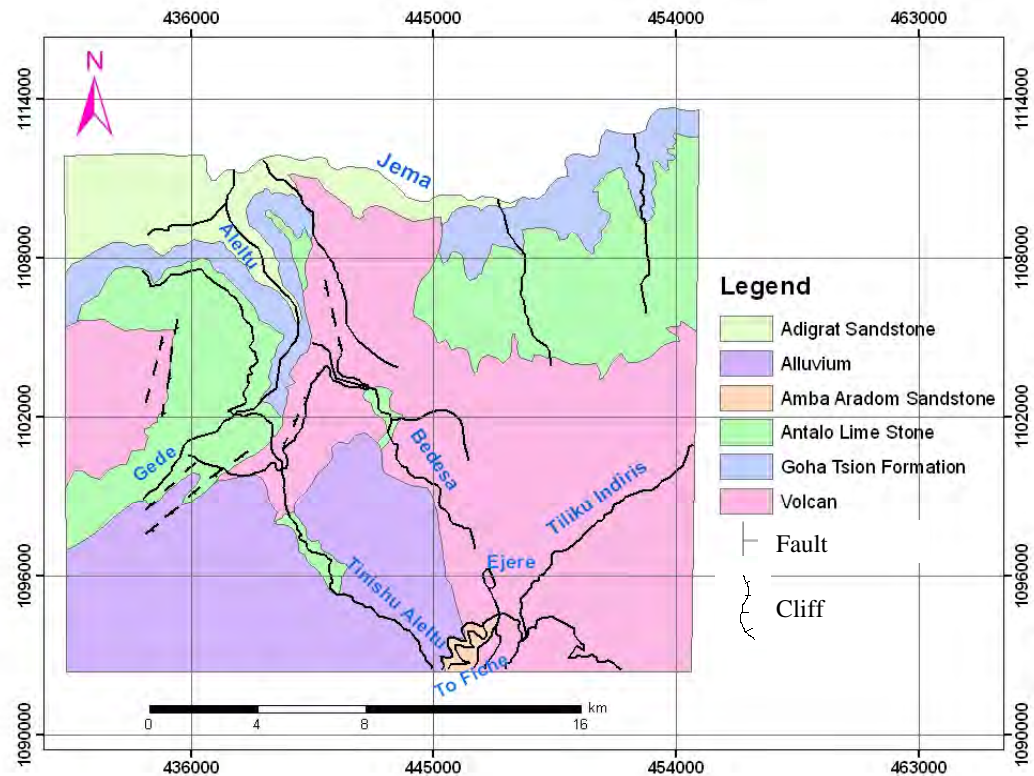 436000 445000 454000 463000
N
1114000 1114000
Jema
Aleltu
1108000 1108000
Legend
Adigrat Sandstone
Alluvium
Amba Aradom Sandstone
1102000 1102000
Antalo Lime Stone
Goha Tsion Formation
Volcan
Gede
Bedesa
Tiliku Indiris
Fault
Ejere
1096000 1096000
Tinishu Aleltu
Cliff
To Fiche
km
0 4 8 16
1090000 1090000
436000 445000 454000 463000